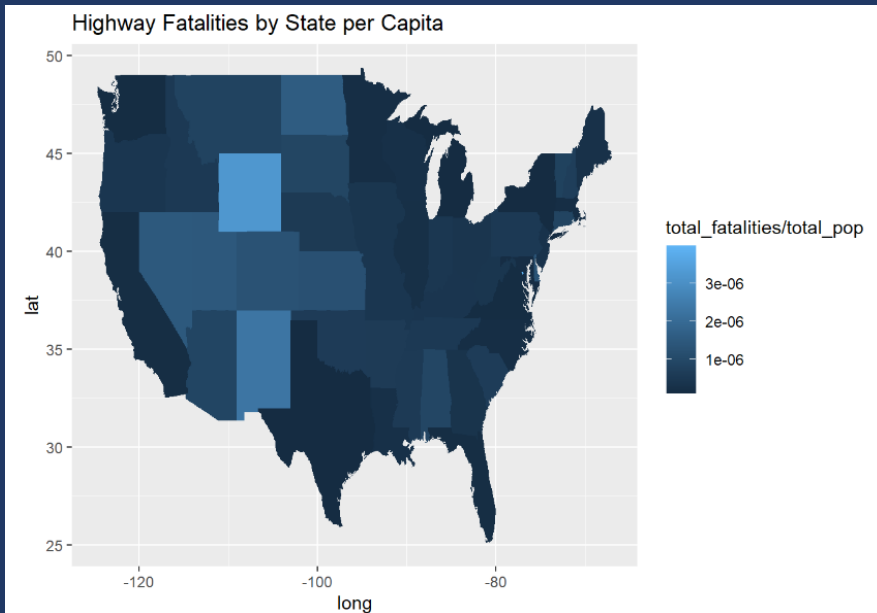 Highway Fatalities by State per Capita
50
45
40
35
30
25
lat
-120
-100
-80
long
total_fatalities/total_pop
3e-06
2e-06
1e-06